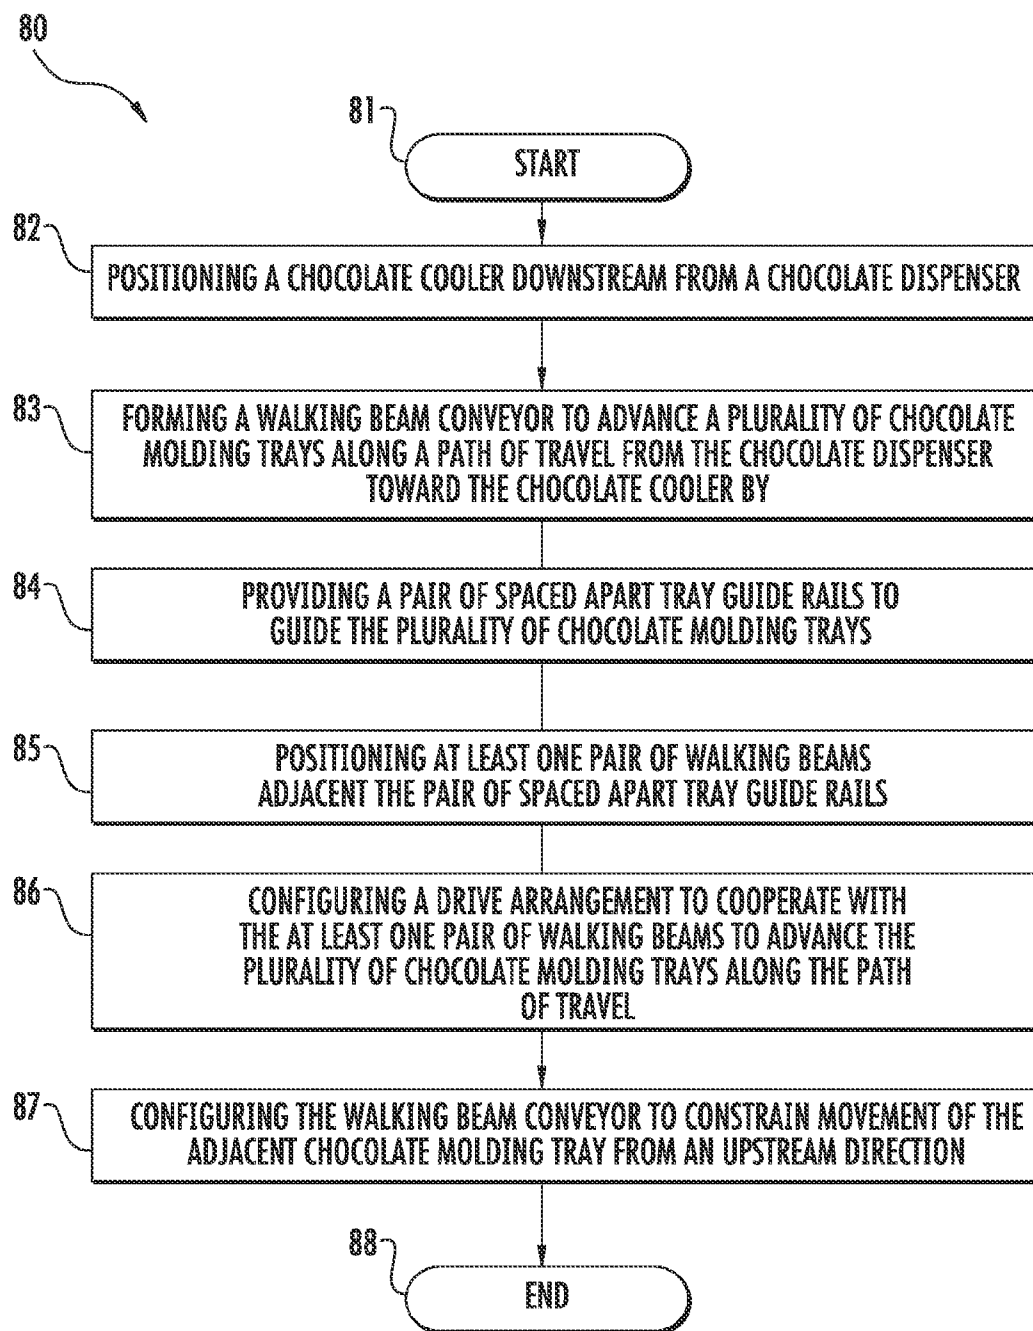 80
81
START
82
POSITIONING A CHOCOLATE COOLER DOWNSTREAM FROM A CHOCOLATE DISPENSER
83
FORMING A WALKING BEAM CONVEYOR TO ADVANCE A PLURALITY OF CHOCOLATE
MOLDING TRAYS ALONG A PATH OF TRAVEL FROM THE CHOCOLATE DISPENSER
TOWARD THE CHOCOLATE COOLER BY
84
PROVIDING A PAIR OF SPACED APART TRAY GUIDE RAILS TO
GUIDE THE PLURALITY OF CHOCOLATE MOLDING TRAYS
85
POSITIONING AT LEAST ONE PAIR OF WALKING BEAMS
ADJACENT THE PAIR OF SPACED APART TRAY GUIDE RAILS
86
CONFIGURING A DRIVE ARRANGEMENT TO COOPERATE WITH
THE AT LEAST ONE PAIR OF WALKING BEAMS TO ADVANCE THE
PLURALITY OF CHOCOLATE MOLDING TRAYS ALONG THE PATH
OF TRAVEL
87
CONFIGURING THE WALKING BEAM CONVEYOR TO CONSTRAIN MOVEMENT OF THE
ADJACENT CHOCOLATE MOLDING TRAY FROM AN UPSTREAM DIRECTION
88
END